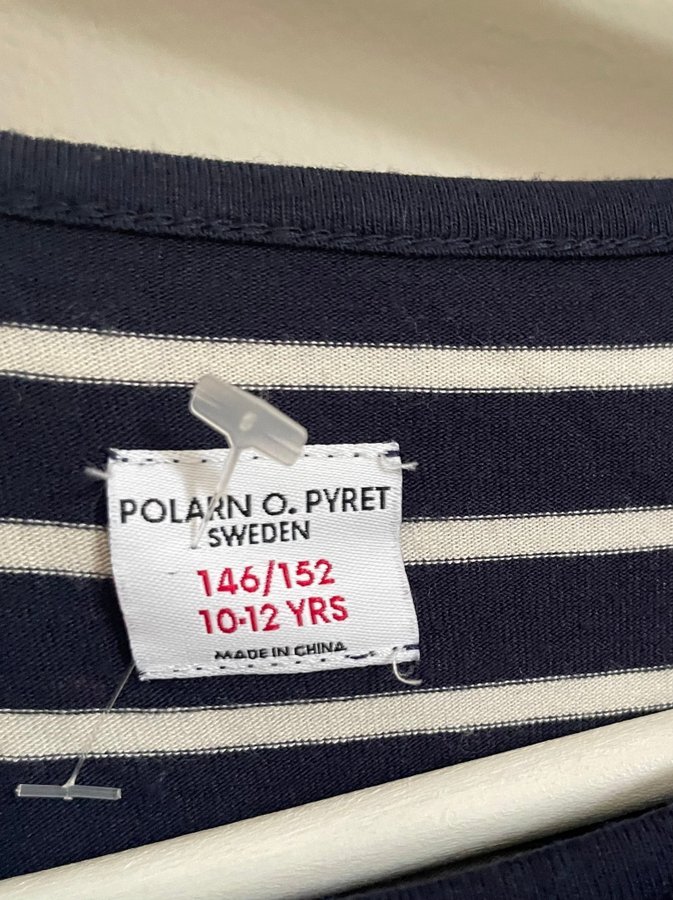 POLARN O. PYRET
SWEDEN
146/152
10-12 YRS
MADE IN CHINA